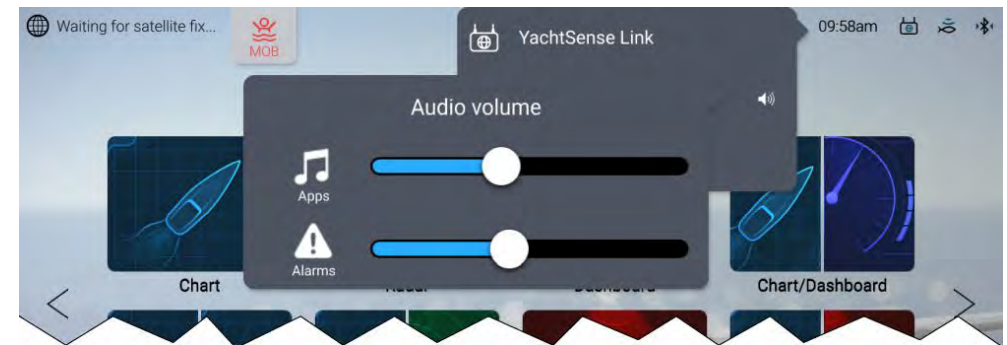 Waiting for satellite fix...
MOB
YachtSense Link
09:58am
Audio volume
Apps
Alarms
Chart
Chart/Dashboard